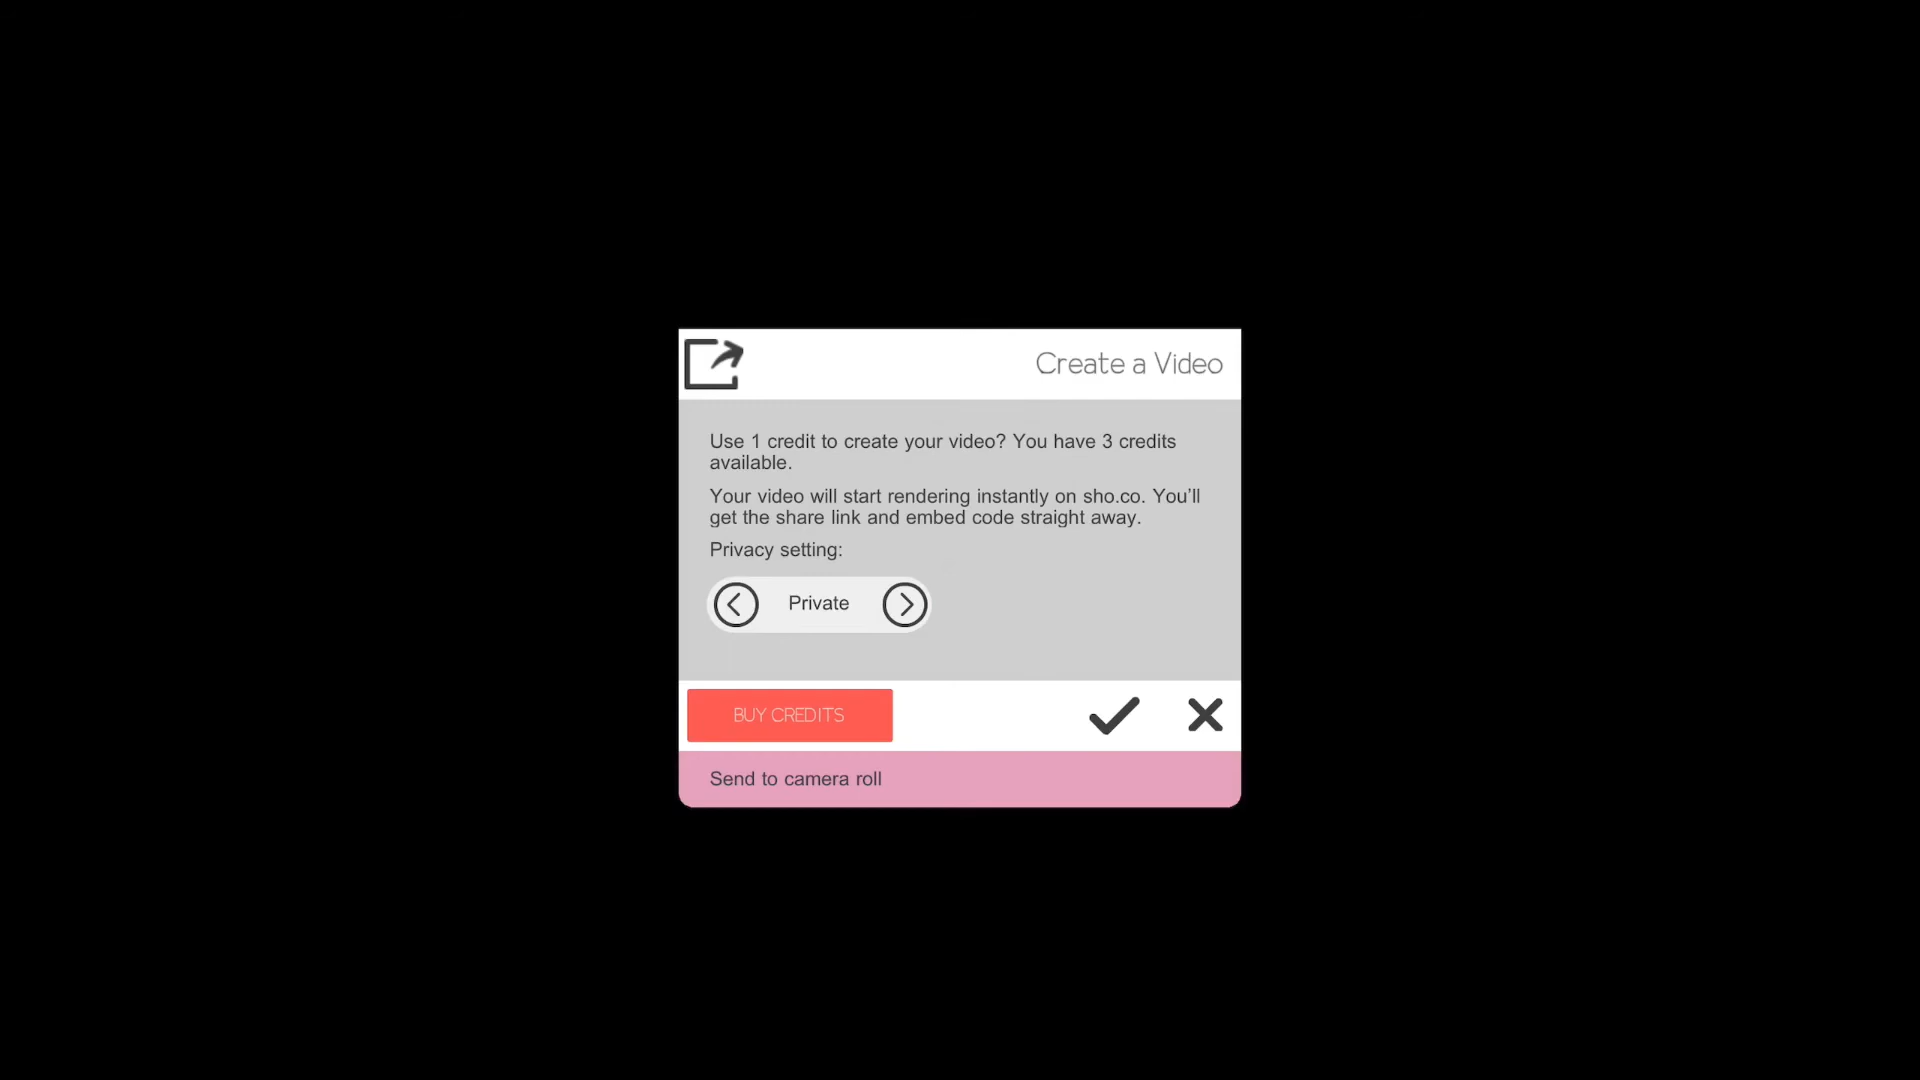 Create a Video
Use 1 credit to create your video? You have 3 credits
available.
Your video will start rendering instantly on sho.co. You'll
get the share link and embed code straight away.
Privacy setting:
Private
BUY CREDITS
Send to camera roll